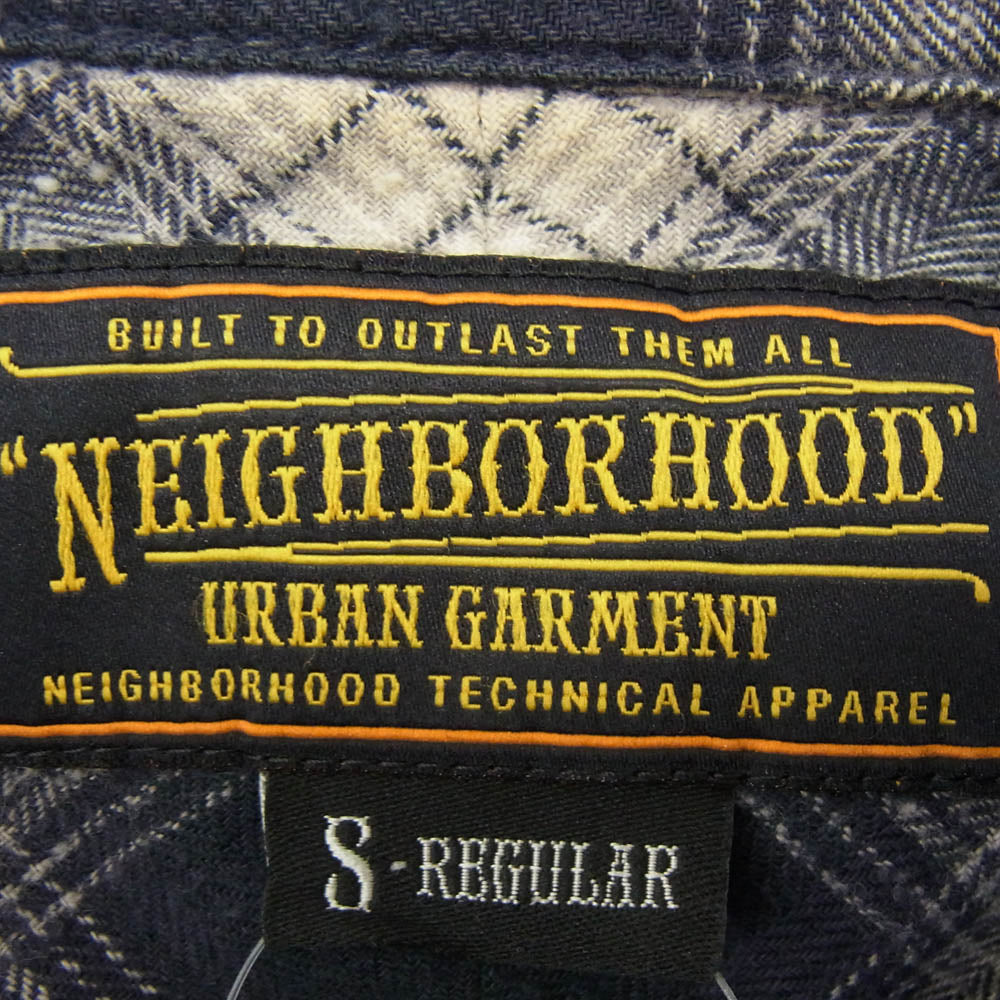 BUILT TO OUTLAST THEM ALL
"NEIGHBORHOOD"
URBAN GARMENT
NEIGHBORHOOD TECHNICAL APPAREL
S-REGULAR